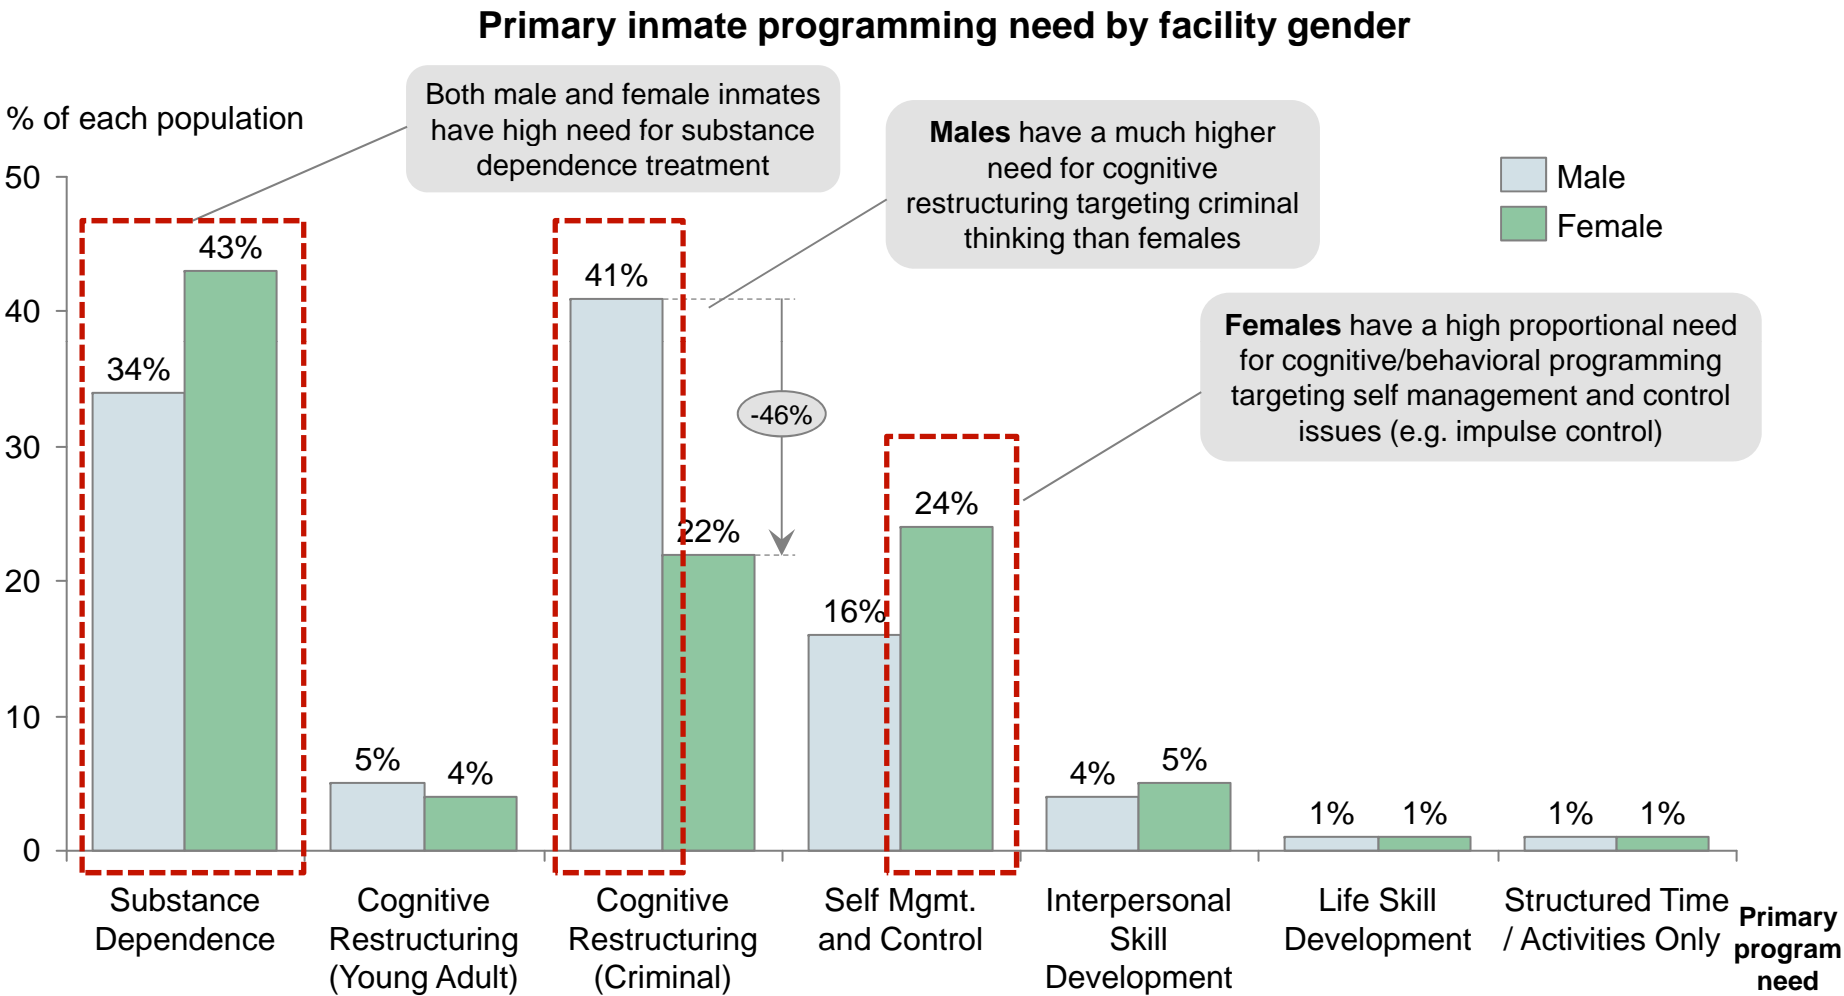 Primary inmate programming need by facility gender
% of each population
Both male and female inmates
have high need for substance
dependence treatment
Males have a much higher
need for cognitive
restructuring targeting criminal
thinking than females
Male
Female
Females have a high proportional need
for cognitive/behavioral programming
targeting self management and control
issues (e.g. impulse control)
50
40
30
20
10
0
34%
43%
5%
4%
41%
22%
-46%
16%
24%
4%
5%
1%
1%
1%
1%
Substance
Dependence
Cognitive
Restructuring
(Young Adult)
Cognitive
Restructuring
(Criminal)
Self Mgmt.
and Control
Interpersonal
Skill
Development
Life Skill
Development
Structured Time
/ Activities Only
Primary
program
need